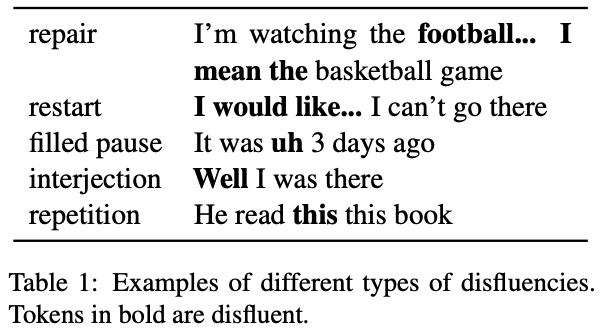 repair I'm watching the football... I
mean the basketball game
restart I would like... I can't go there
filled pause It was uh 3 days ago
interjection Well I was there
repetition He read this this book
Table 1: Examples of different types of disfluencies.
Tokens in bold are disfluent.